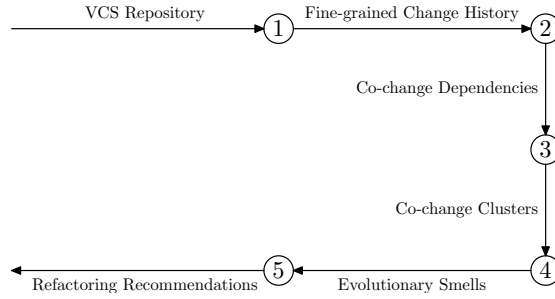 VCS Repository
1
Fine-grained Change History
2
Co-change Dependencies
3
Co-change Clusters
4
Evolutionary Smells
5
Refactoring Recommendations